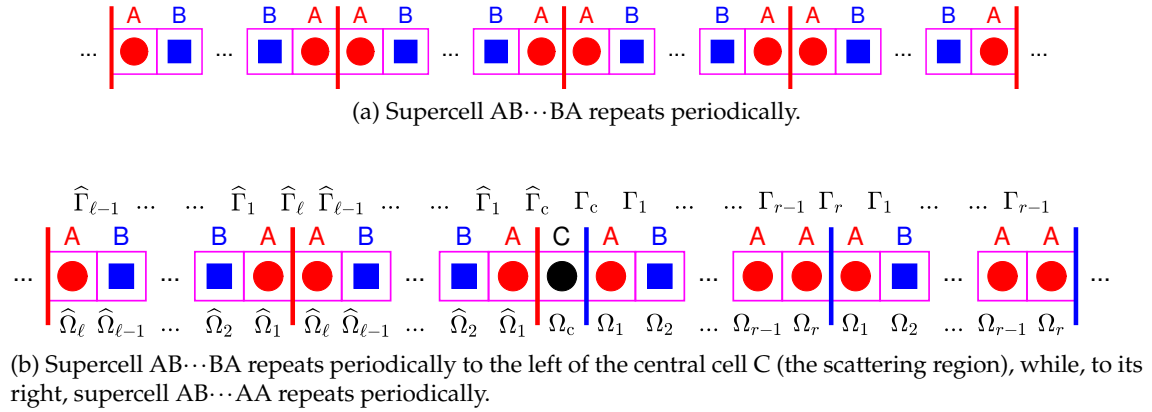 A B B A A B B A A B B A A B B A
... ... ... ... ... ...
(a) Supercell AB⋯BA repeats periodically.
Γ̂ℓ−1 ... ... Γ̂1 Γ̂ℓ Γ̂ℓ−1 ... ... Γ̂1 Γ̂c Γc Γ1 ... ... Γr−1 Γr Γ1 ... ... Γr−1
A B B A A B B A C A B A A A B A A
... ... ... ... ... ...
Ω̂ℓ Ω̂ℓ−1 ... Ω̂2 Ω̂1 Ω̂ℓ Ω̂ℓ−1 ... Ω̂2 Ω̂1 Ωc Ω1 Ω2 ... Ωr−1 Ωr Ω1 Ω2 ... Ωr−1 Ωr
(b) Supercell AB⋯BA repeats periodically to the left of the central cell C (the scattering region), while, to its
right, supercell AB⋯AA repeats periodically.